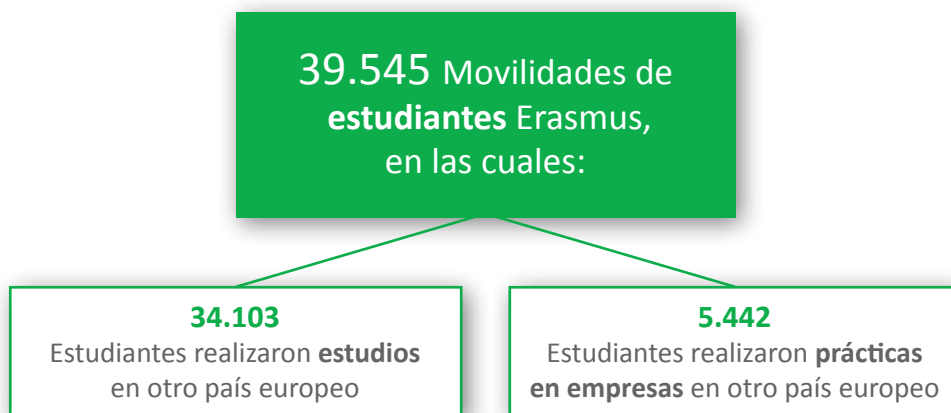 39.545 Movilidades de
estudiantes Erasmus,
en las cuales:
34.103
Estudiantes realizaron estudios
en otro país europeo
5.442
Estudiantes realizaron prácticas
en empresas en otro país europeo